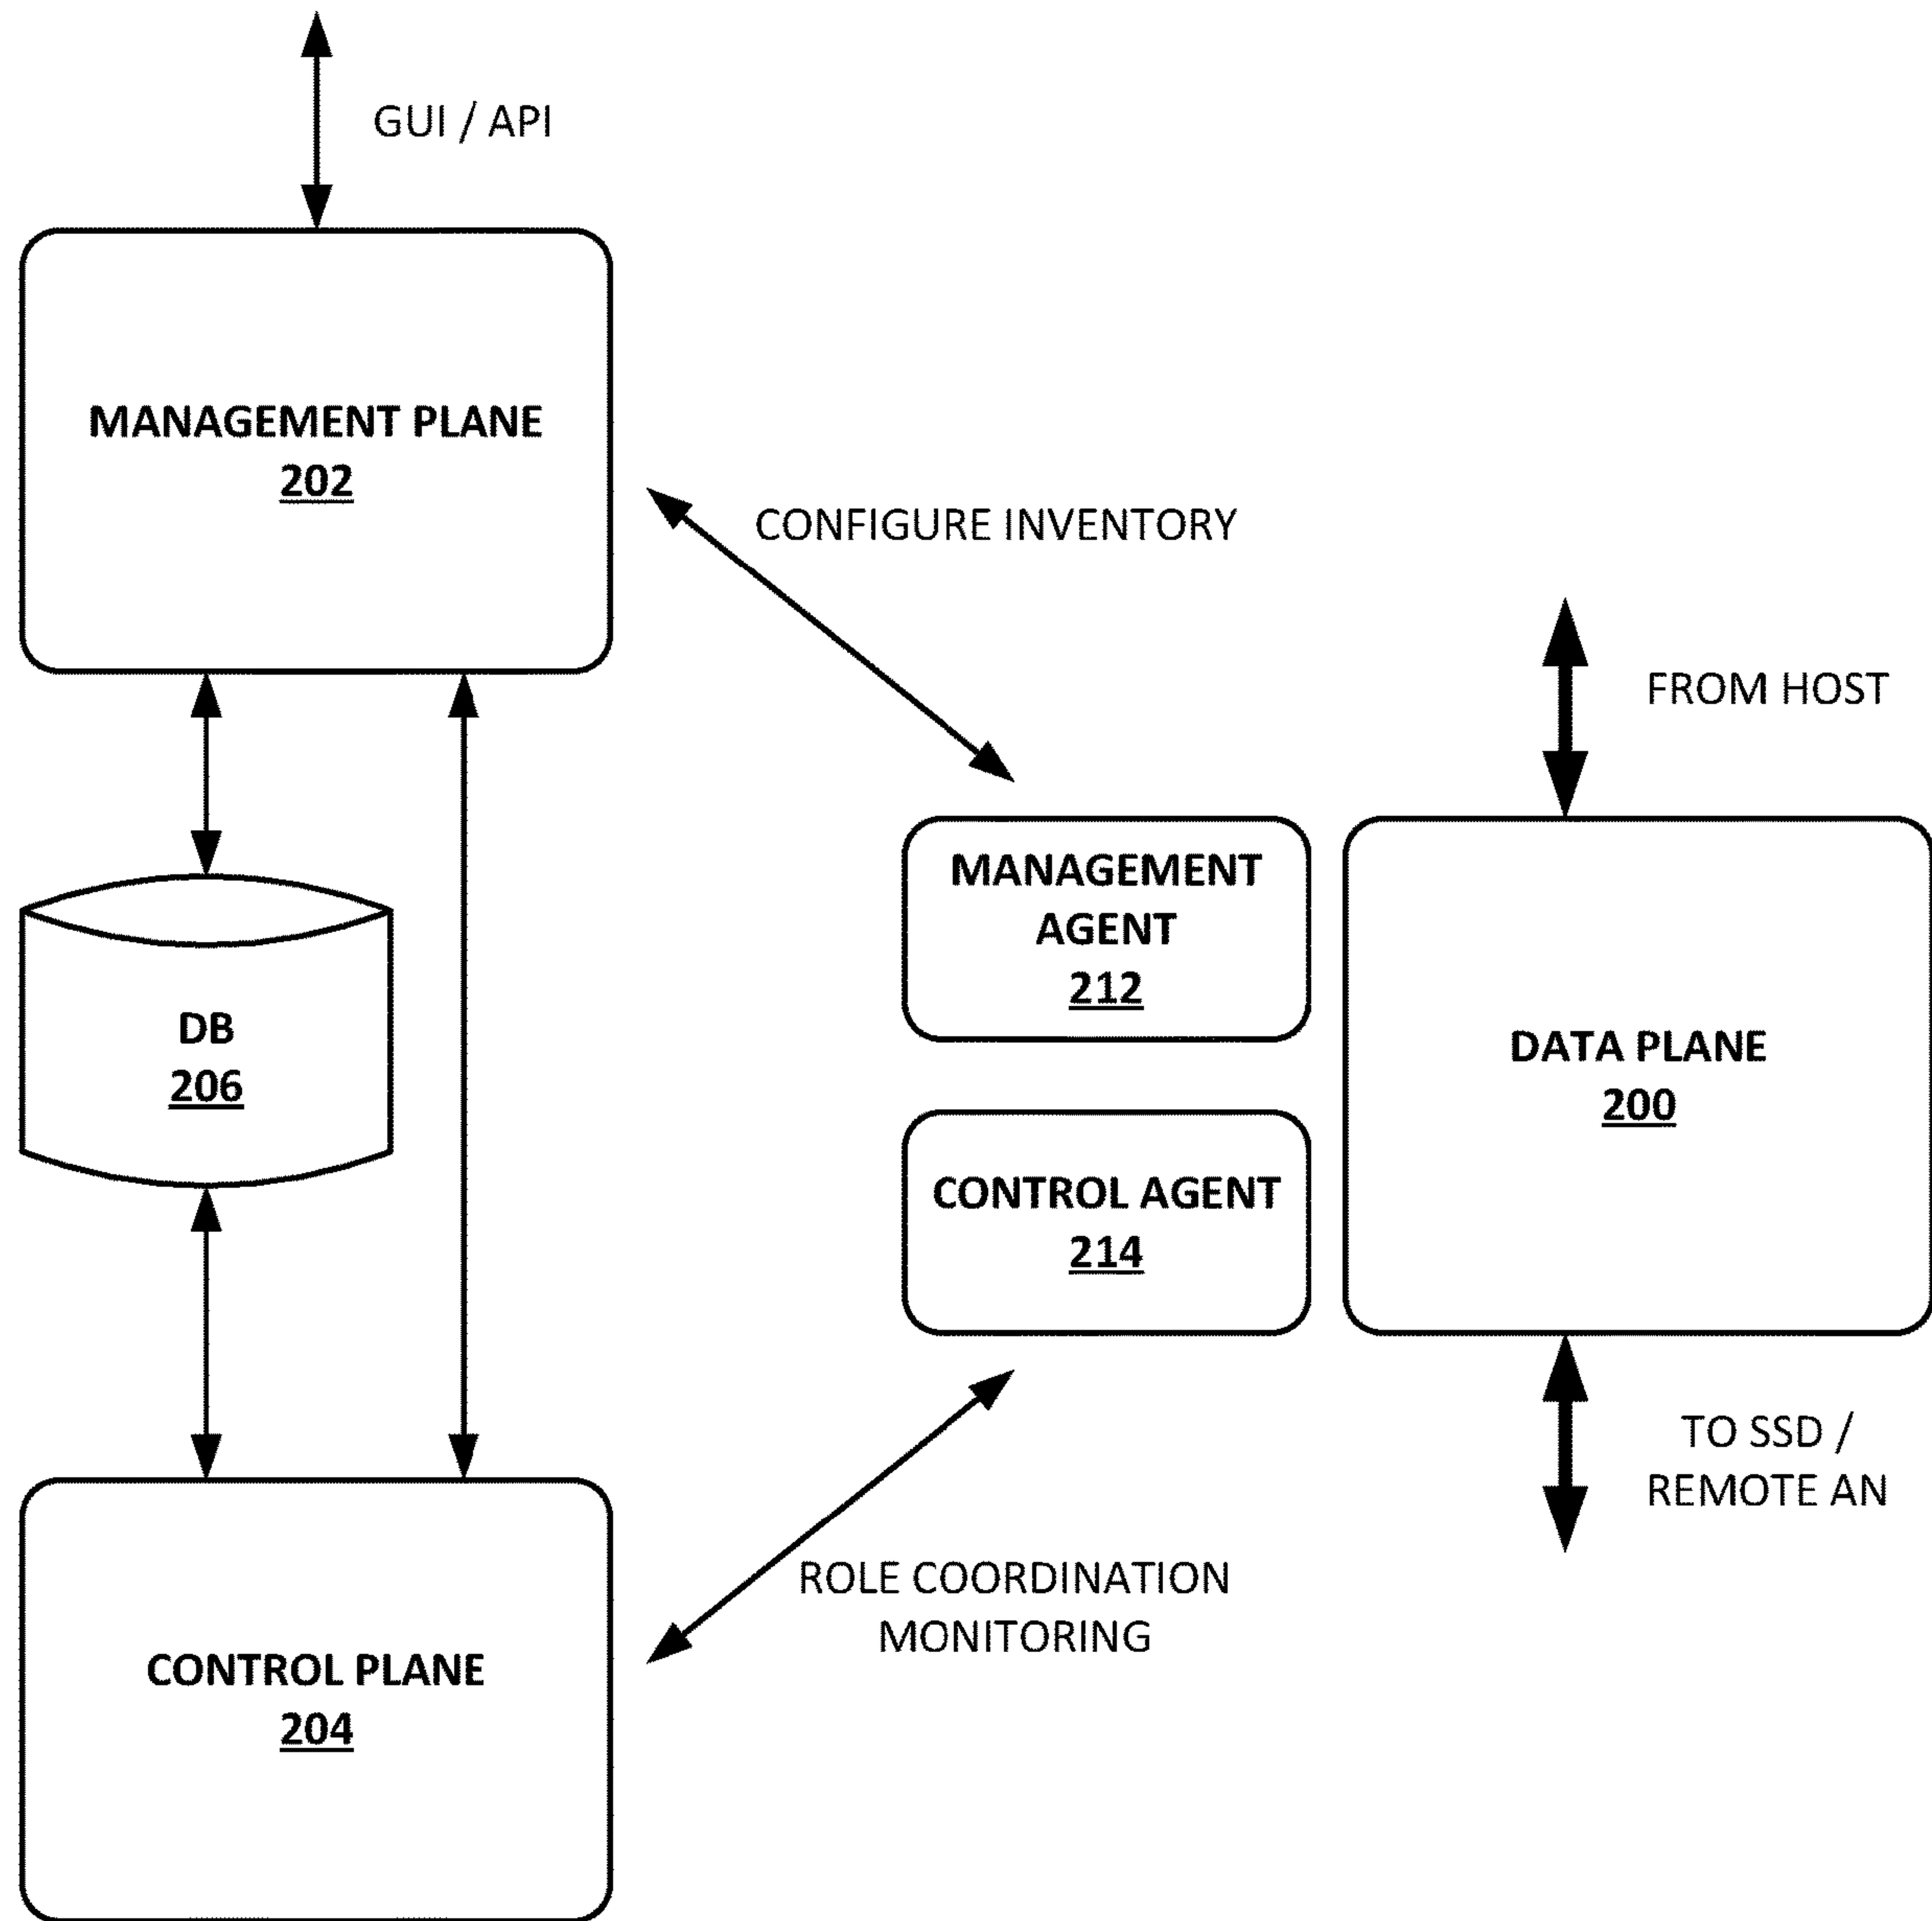 GUI / API
MANAGEMENT PLANE
202
CONFIGURE INVENTORY
FROM HOST
MANAGEMENT
AGENT
212
DB
206
DATA PLANE
200
CONTROL AGENT
214
TO SSD /
REMOTE AN
ROLE COORDINATION
MONITORING
CONTROL PLANE
204